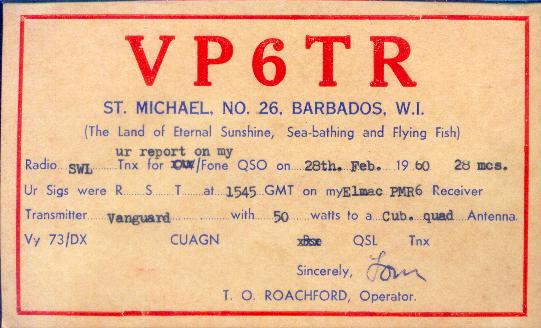 VP6TR
ST. MICHAEL, NO. 26, BARBADOS, W.I.
(The Land of Eternal Sunshine, Sea-bathing and Flying Fish)
ur report on my
Radio SWL Tnx for /Fone QSO on 28th. Feb. 1960 28 mcs.
Ur Sigs were R S T at 1545 GMT on my Elmac PMR6 Receiver
Transmitter Vanguard with 50 watts to a Cub. quad Antenna.
Vy 73/DX CUAGN QSL Tnx
Sincerely, Tom
T. O. ROACHFORD, Operator.